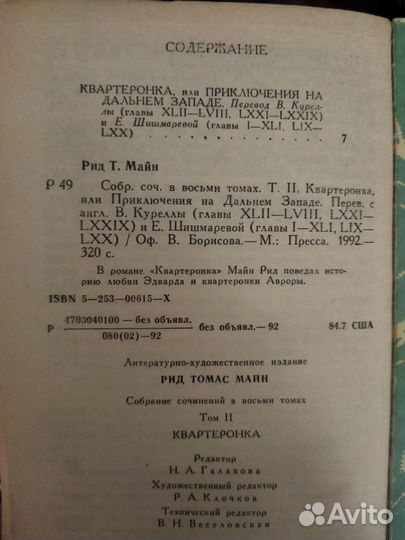 СОДЕРЖАНИЕ
КВАРТЕРОНКА, или ПРИКЛЮЧЕНИЯ НА
ДАЛЬНЕМ ЗАПАДЕ. Перевод В. Курел-
лы (главы XLII—LVIII, LXXI—LXXIX)
и Е. Шишмаревой (главы I—XLI, LIX—
LXX) . . . . . . . . . . . . . 7
Рид Т. Майн
Р 49 Собр. соч. в восьми томах. Т. II. Квартеронка,
или Приключения на Дальнем Западе. Перев. с
англ. В. Куреллы (главы XLII—LVIII, LXXI—
LXXIX) и Е. Шишмаревой (главы I—XLI, LIX—
LXX) / Оф. В. Борисова.— М.: Пресса. 1992.—
320 с.
В романе «Квартеронка» Майн Рид поведал исто-
рию любви Эдварда и квартеронки Авроры.
ISBN 5—253—00615—X
4703040100 — без объявл.
Р без объявл.— 92 84.7 США
080(02)—92
Литературно-художественное издание
РИД ТОМАС МАЙН
Собрание сочинений в восьми томах
Том II
КВАРТЕРОНКА
Редактор
Н. А. Галахова
Художественный редактор
Р. А. Клочков
Технический редактор
В. Н. Веселовская
Avito